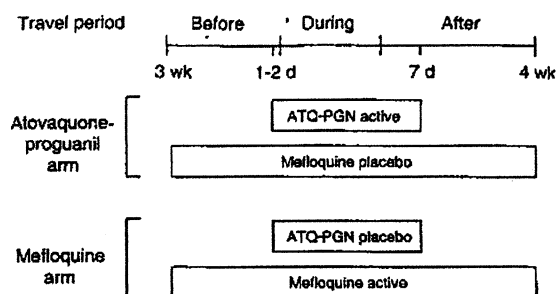 Travel period Before During After
3 wk 1-2 d 7 d 4 wk
Atovaquone-
proguanil
arm
ATQ-PGN active
Mefloquine placebo
Mefloquine
arm
ATQ-PGN placebo
Mefloquine active